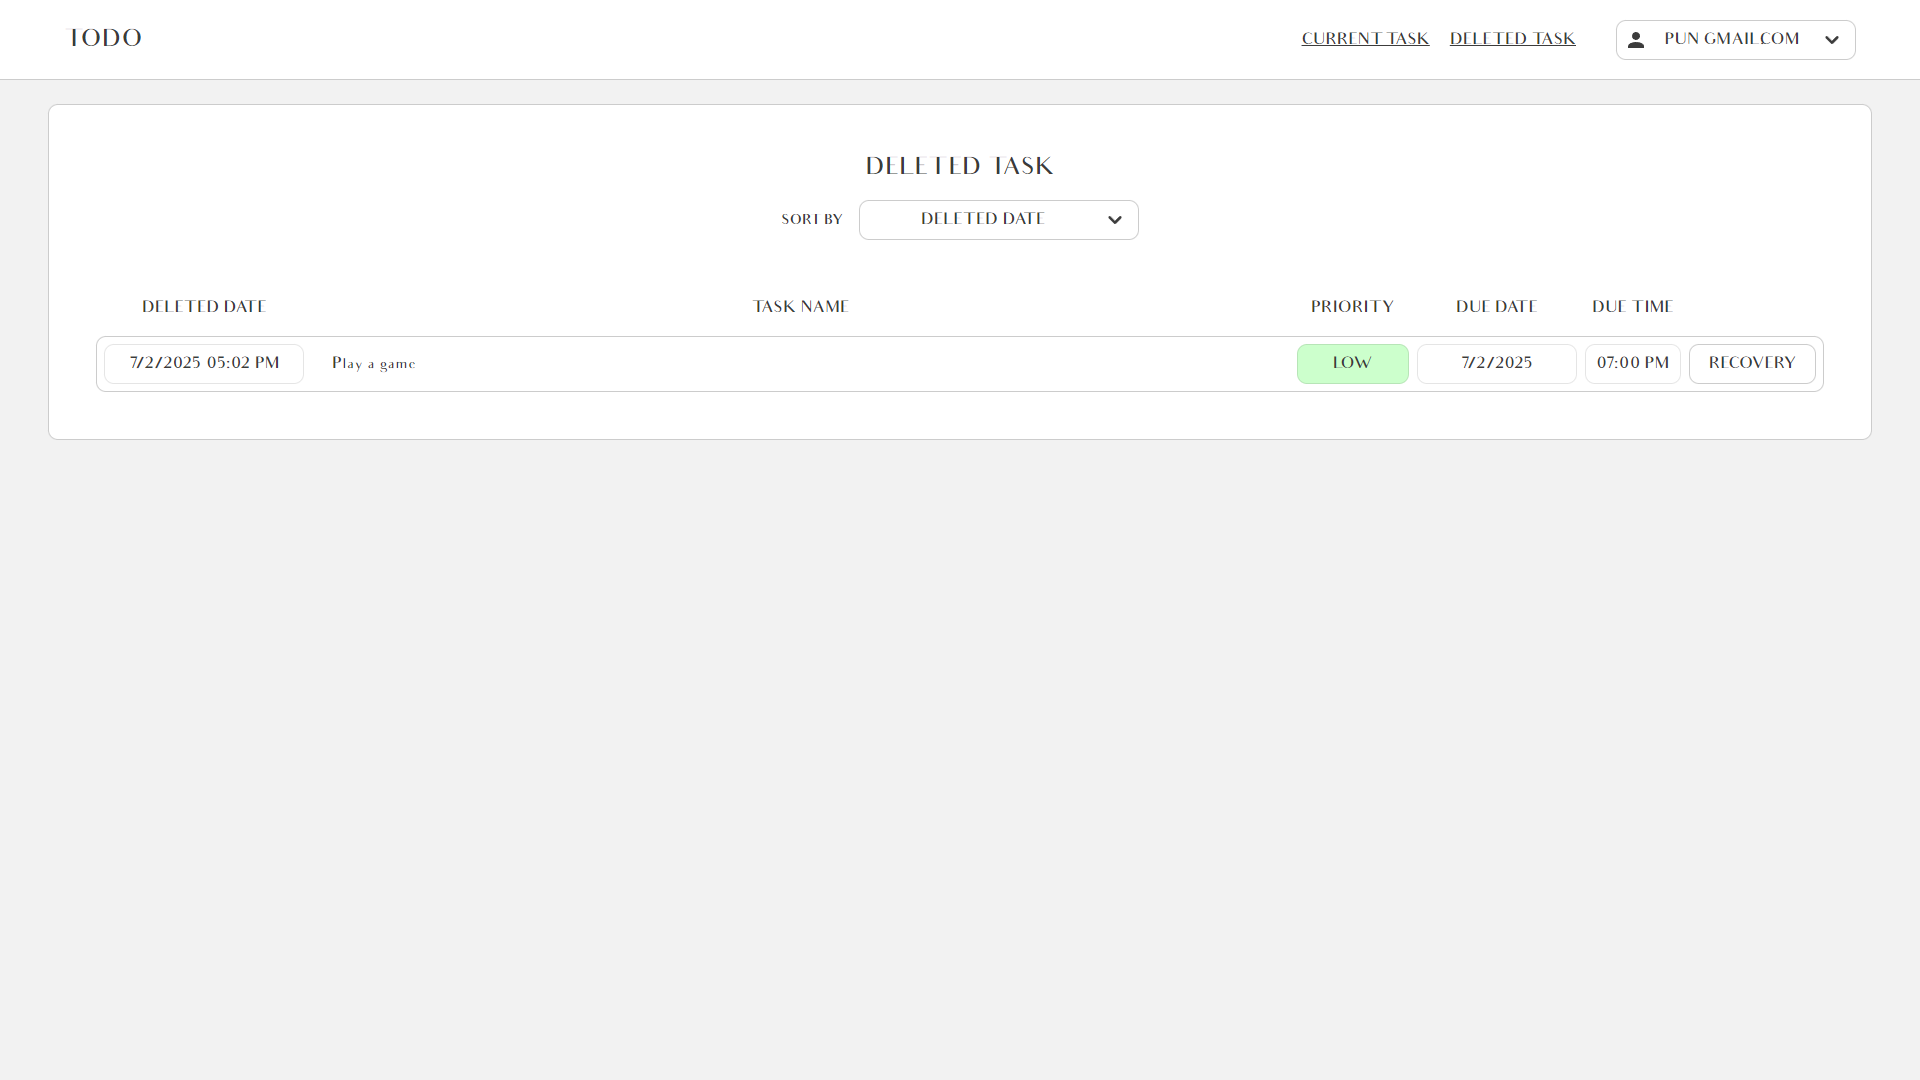 TODO
CURRENT TASK DELETED TASK PUN GMAIL.COM
DELETED TASK
SORT BY DELETED DATE
DELETED DATE TASK NAME PRIORITY DUE DATE DUE TIME
7/2/2025 05:02 PM Play a game LOW 7/2/2025 07:00 PM RECOVERY